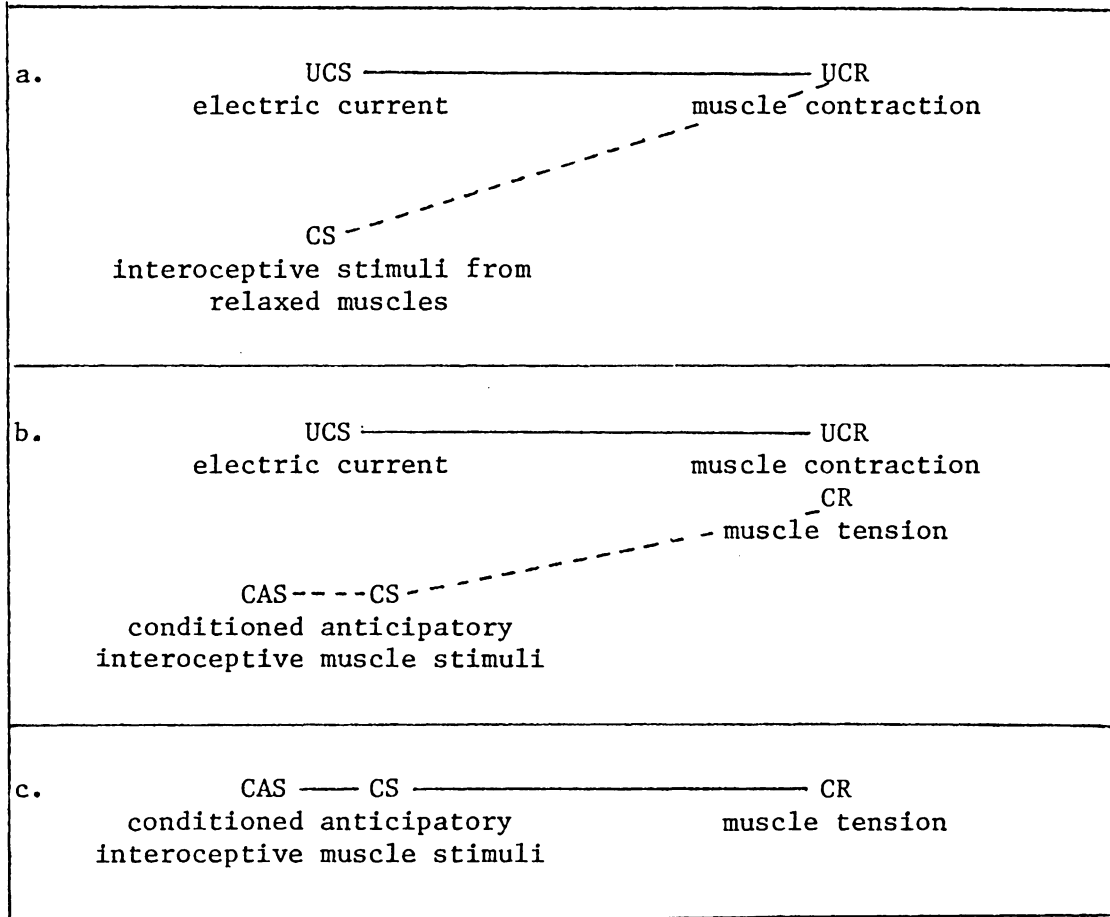 a. UCS UCR
electric current muscle contraction
CS
interoceptive stimuli from
relaxed muscles
b. UCS UCR
electric current muscle contraction
CR
muscle tension
CAS CS
conditioned anticipatory
interoceptive muscle stimuli
c. CAS CS CR
conditioned anticipatory muscle tension
interoceptive muscle stimuli